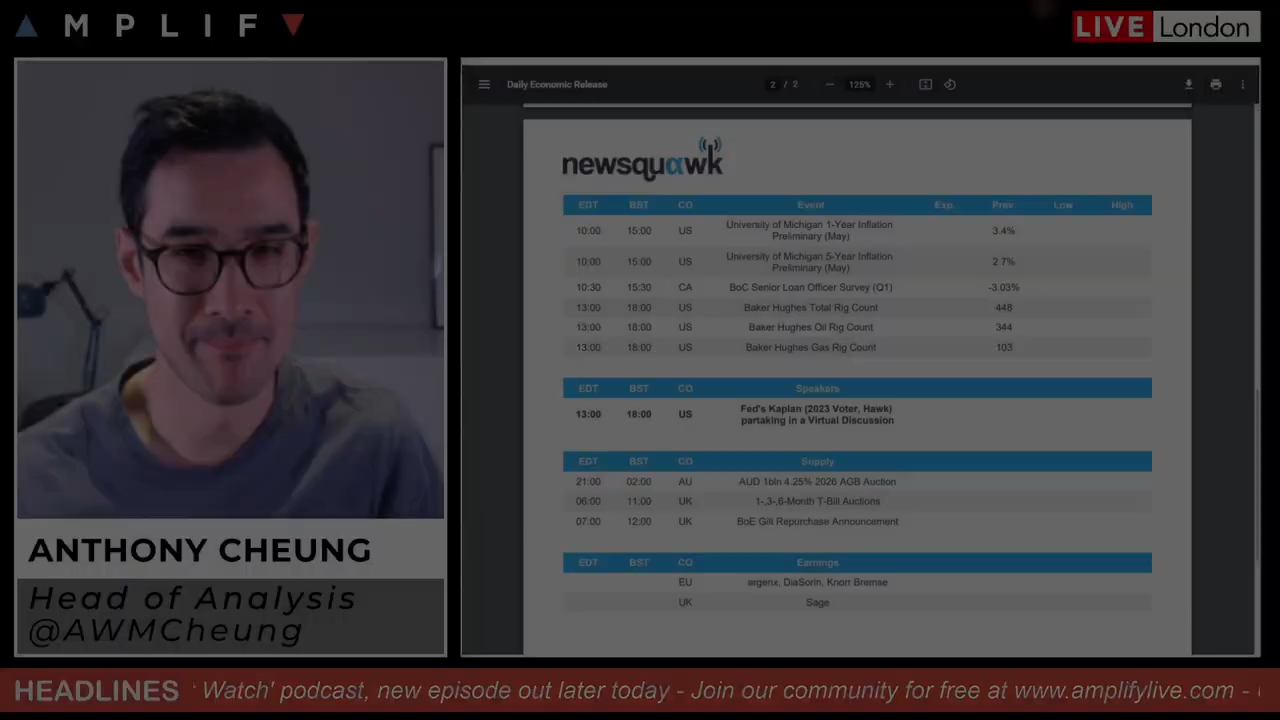 AMPLIFY
LIVE London
Daily Economic Release
2 / 2
125%
newsquawk
EDT BST CO Event Exp. Prev Low High
10:00 15:00 US University of Michigan 1-Year Inflation Preliminary (May) 3.4%
10:00 15:00 US University of Michigan 5-Year Inflation Preliminary (May) 2.7%
10:30 15:30 CA BoC Senior Loan Officer Survey (Q1) -3.03%
13:00 18:00 US Baker Hughes Total Rig Count 448
13:00 18:00 US Baker Hughes Oil Rig Count 344
13:00 18:00 US Baker Hughes Gas Rig Count 103
EDT BST CO Speakers
13:00 18:00 US Fed's Kaplan (2023 Voter, Hawk) partaking in a Virtual Discussion
EDT BST CO Supply
21:00 02:00 AU AUD 1bln 4.25% 2026 AGB Auction
06:00 11:00 UK 1-,3-,6-Month T-Bill Auctions
07:00 12:00 UK BoE Gilt Repurchase Announcement
EDT BST CO Earnings
EU argenx, DiaSorin, Knorr Bremse
UK Sage
ANTHONY CHEUNG
Head of Analysis
@AWMCheung
HEADLINES ' Watch' podcast, new episode out later today - Join our community for free at www.amplifylive.com -